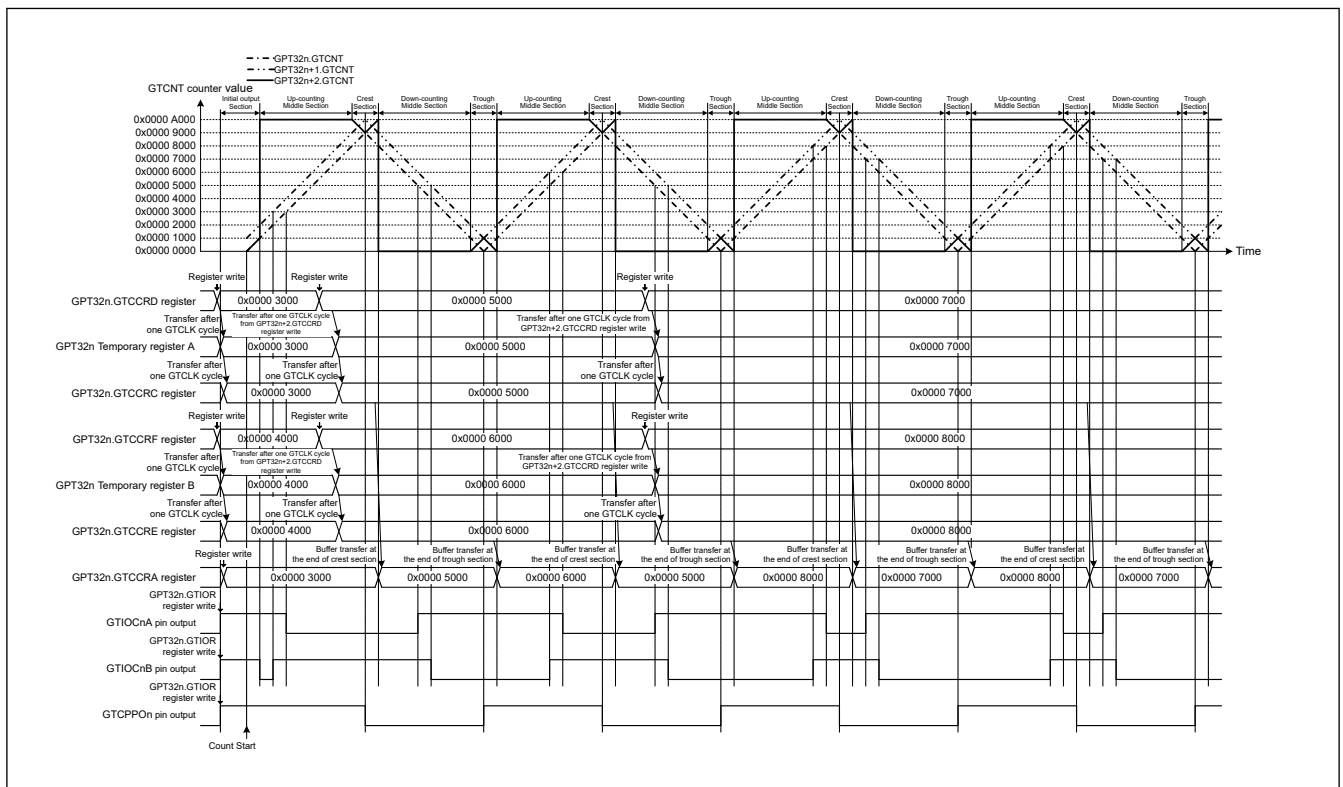 GPT32n.GTCNT
GPT32n+1.GTCNT
GPT32n+2.GTCNT
GTCNT counter value
Initial output Section
Up-counting Middle Section
Crest Section
Down-counting Middle Section
Trough Section
Up-counting Middle Section
Crest Section
Down-counting Middle Section
Trough Section
Up-counting Middle Section
Crest Section
Down-counting Middle Section
Trough Section
Up-counting Middle Section
Crest Section
Down-counting Middle Section
Trough Section
0x0000 A000
0x0000 9000
0x0000 8000
0x0000 7000
0x0000 6000
0x0000 5000
0x0000 4000
0x0000 3000
0x0000 2000
0x0000 1000
0x0000 0000
Time
Register write
Register write
Register write
GPT32n.GTCCRD register
0x0000 3000
0x0000 5000
0x0000 7000
Transfer after
one GTCLK cycle
Transfer after one GTCLK cycle
from GPT32n+2.GTCCRD
register write
Transfer after one GTCLK cycle from
GPT32n+2.GTCCRD register write
GPT32n Temporary register A
0x0000 3000
0x0000 5000
0x0000 7000
Transfer after
one GTCLK cycle
Transfer after
one GTCLK cycle
Transfer after
one GTCLK cycle
GPT32n.GTCCRC register
0x0000 3000
0x0000 5000
0x0000 7000
Register write
Register write
Register write
GPT32n.GTCCRF register
0x0000 4000
0x0000 6000
0x0000 8000
Transfer after
one GTCLK cycle
Transfer after one GTCLK cycle
from GPT32n+2.GTCCRD
register write
Transfer after one GTCLK cycle from
GPT32n+2.GTCCRD register write
GPT32n Temporary register B
0x0000 4000
0x0000 6000
0x0000 8000
Transfer after
one GTCLK cycle
Transfer after
one GTCLK cycle
Transfer after
one GTCLK cycle
GPT32n.GTCCRE register
0x0000 4000
0x0000 6000
0x0000 8000
Register write
Buffer transfer at
the end of crest section
Buffer transfer at
the end of trough section
Buffer transfer at
the end of crest section
Buffer transfer at
the end of trough section
Buffer transfer at
the end of crest section
Buffer transfer at
the end of trough section
Buffer transfer at
the end of crest section
Buffer transfer at
the end of trough section
GPT32n.GTCCRA register
0x0000 3000
0x0000 5000
0x0000 6000
0x0000 5000
0x0000 8000
0x0000 7000
0x0000 8000
0x0000 7000
GPT32n.GTIOR
register write
GTIOCnA pin output
GPT32n.GTIOR
register write
GTIOCnB pin output
GPT32n.GTIOR
register write
GTCPPOn pin output
Count Start